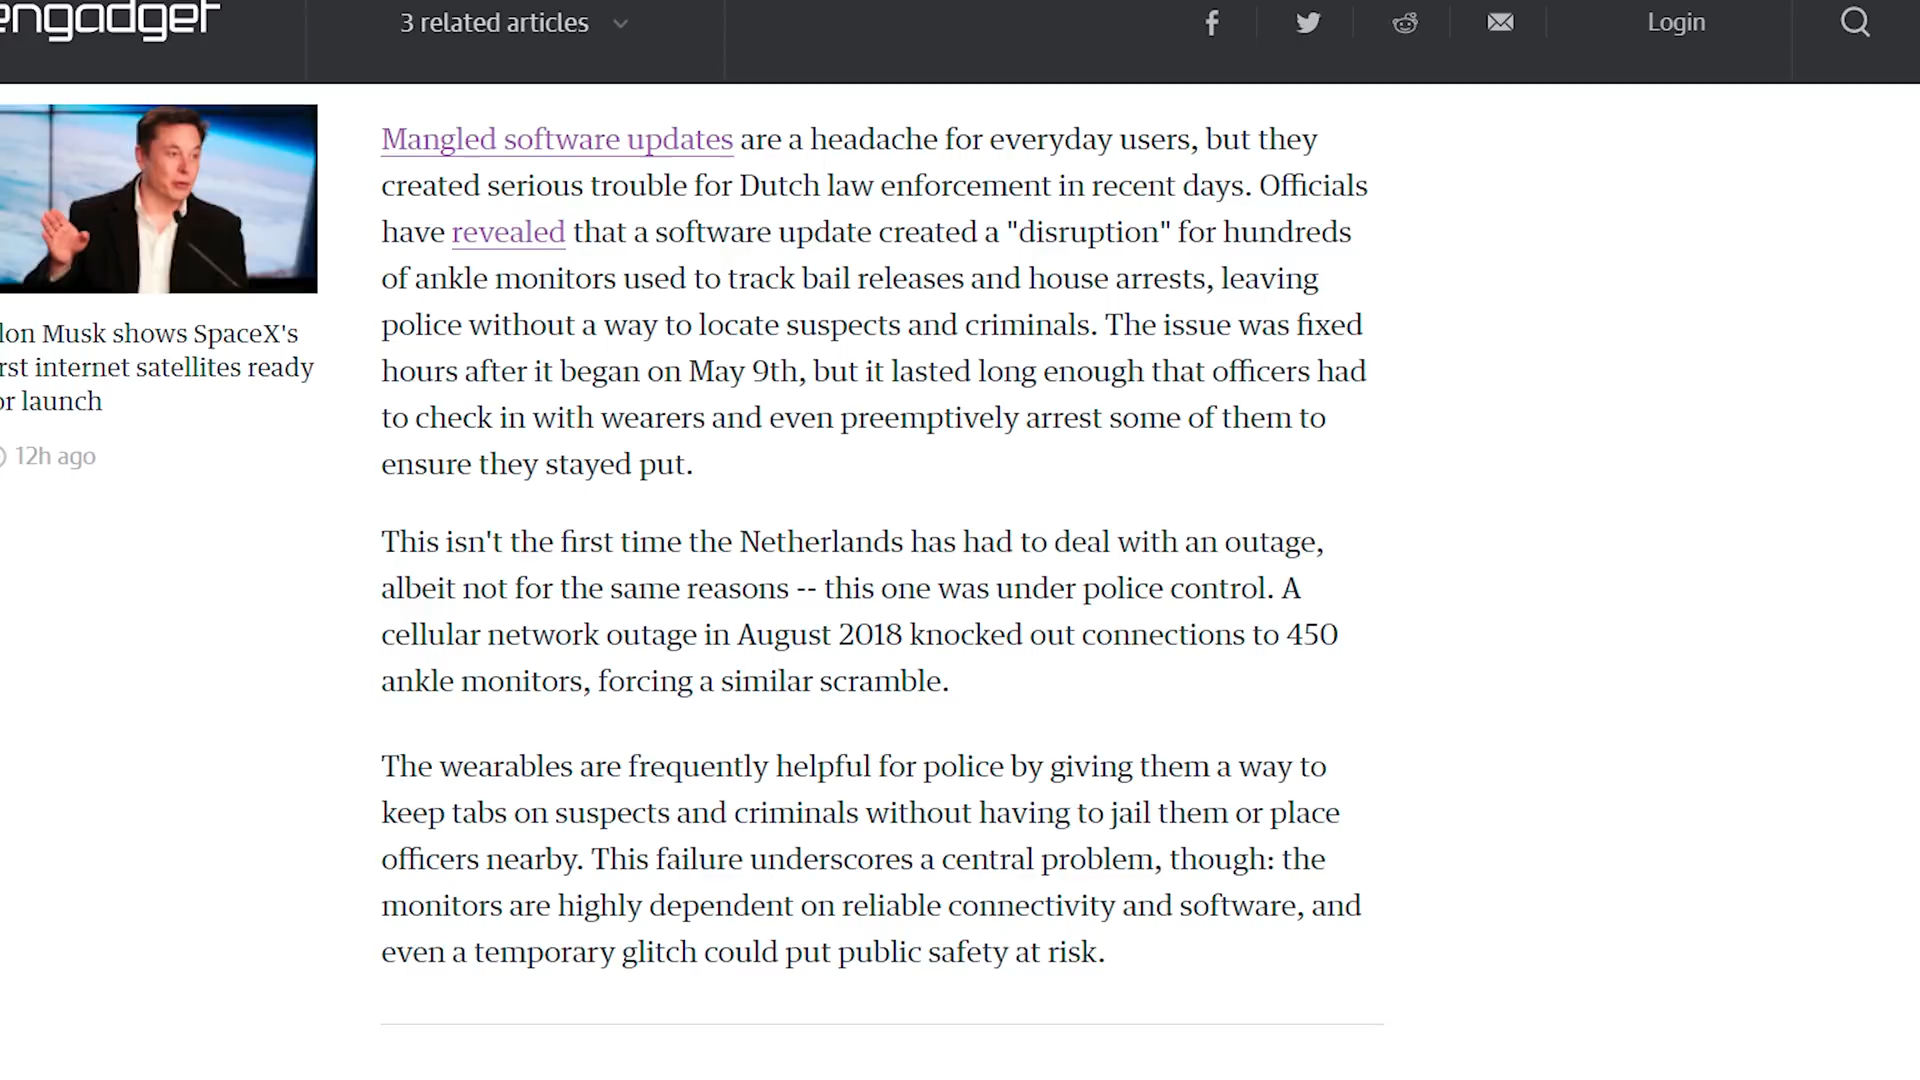 engadget
3 related articles
Login
Mangled software updates are a headache for everyday users, but they
created serious trouble for Dutch law enforcement in recent days. Officials
have revealed that a software update created a "disruption" for hundreds
of ankle monitors used to track bail releases and house arrests, leaving
police without a way to locate suspects and criminals. The issue was fixed
hours after it began on May 9th, but it lasted long enough that officers had
to check in with wearers and even preemptively arrest some of them to
ensure they stayed put.
This isn't the first time the Netherlands has had to deal with an outage,
albeit not for the same reasons -- this one was under police control. A
cellular network outage in August 2018 knocked out connections to 450
ankle monitors, forcing a similar scramble.
The wearables are frequently helpful for police by giving them a way to
keep tabs on suspects and criminals without having to jail them or place
officers nearby. This failure underscores a central problem, though: the
monitors are highly dependent on reliable connectivity and software, and
even a temporary glitch could put public safety at risk.
lon Musk shows SpaceX's
rst internet satellites ready
or launch
12h ago